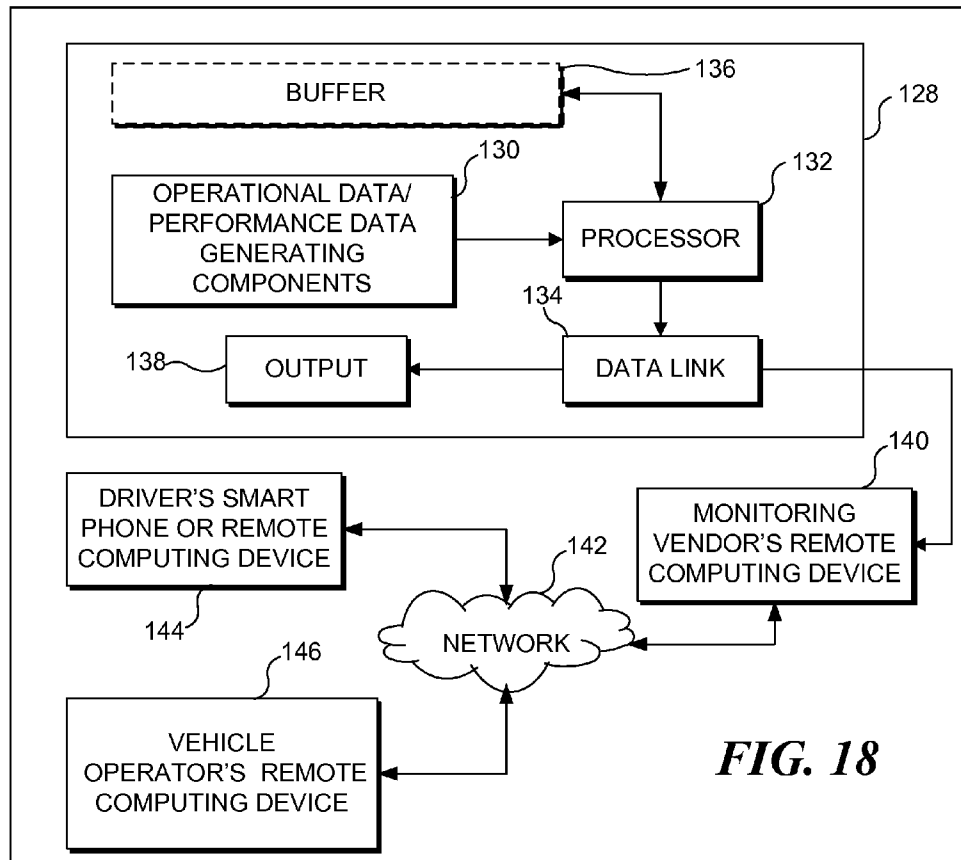 136
BUFFER
128
130
132
OPERATIONAL DATA/
PERFORMANCE DATA
GENERATING
COMPONENTS
PROCESSOR
134
138
OUTPUT
DATA LINK
140
DRIVER'S SMART
PHONE OR REMOTE
COMPUTING DEVICE
MONITORING
VENDOR'S REMOTE
COMPUTING DEVICE
142
144
NETWORK
146
VEHICLE
OPERATOR'S REMOTE
COMPUTING DEVICE
FIG. 18